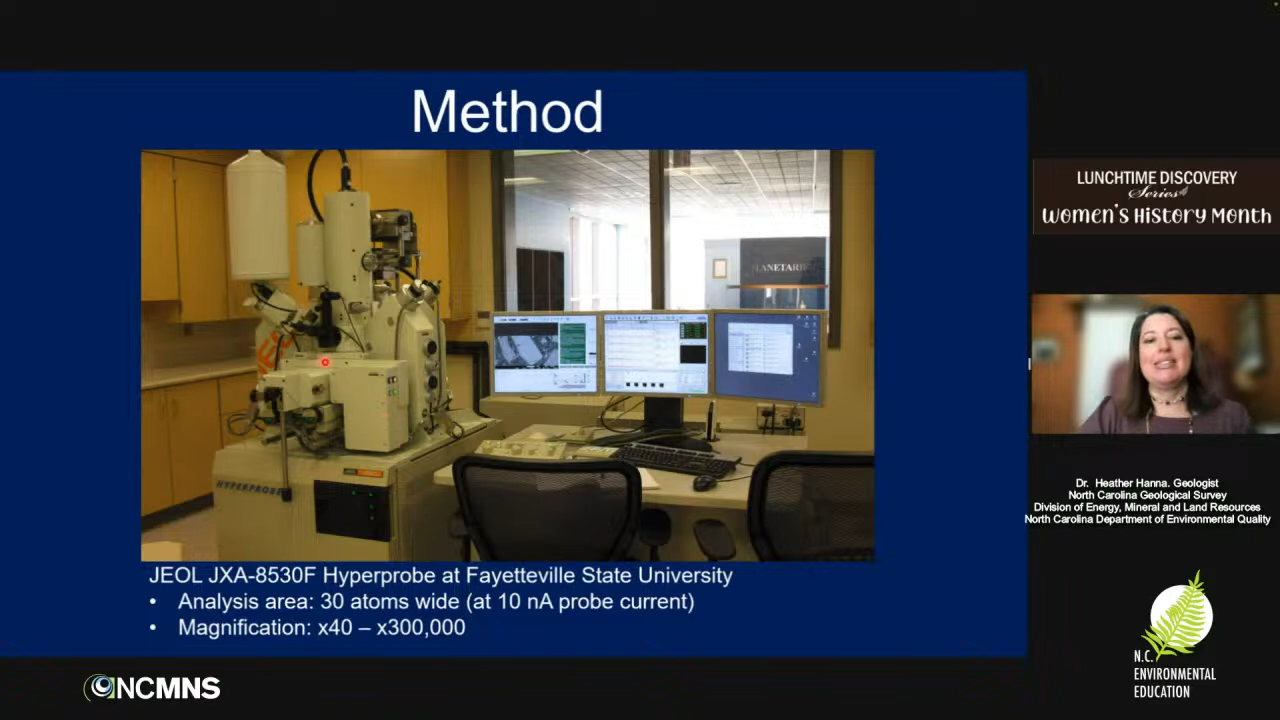 Method
PLANETARI
HYPERPROBE
JEOL JXA-8530F Hyperprobe at Fayetteville State University
• Analysis area: 30 atoms wide (at 10 nA probe current)
• Magnification: x40 – x300,000
LUNCHTIME DISCOVERY
Series
Women's History Month
Dr. Heather Hanna. Geologist
North Carolina Geological Survey
Division of Energy, Mineral and Land Resources
North Carolina Department of Environmental Quality
NCMNS
N.C.
ENVIRONMENTAL
EDUCATION